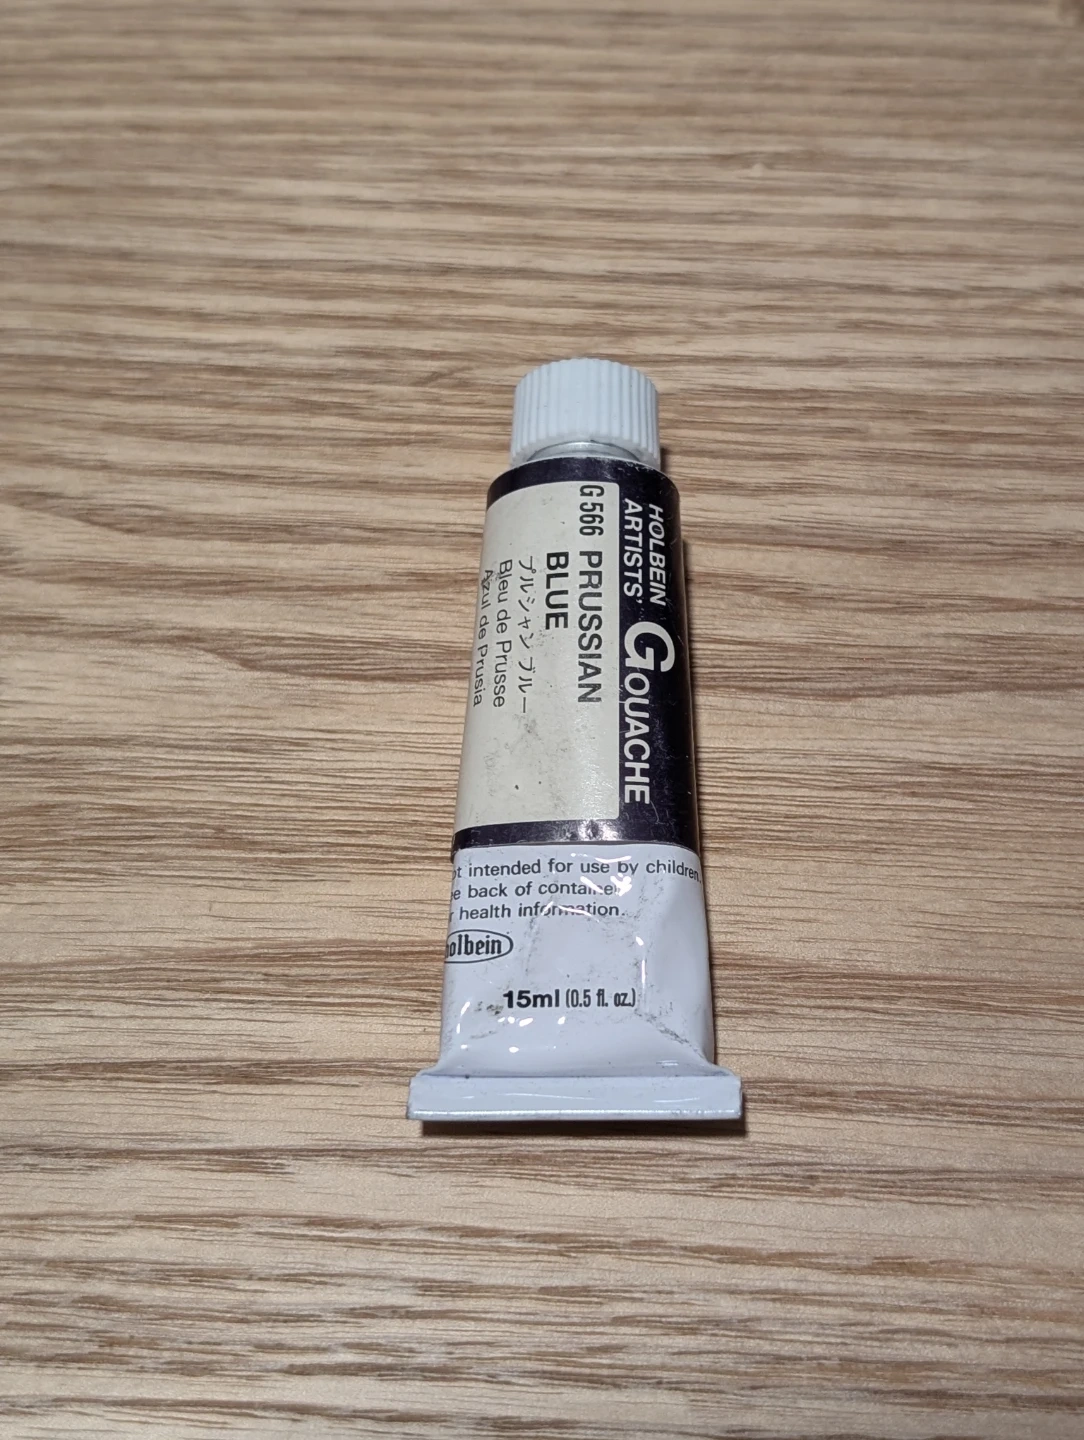 HOLBEIN
ARTISTS'
GOUACHE
G566 PRUSSIAN
BLUE
プルシャン ブルー
Bleu de Prusse
Azul de Prusia
intended for use by children.
back of container
health information.
holbein
15ml (0.5 fl. oz.)